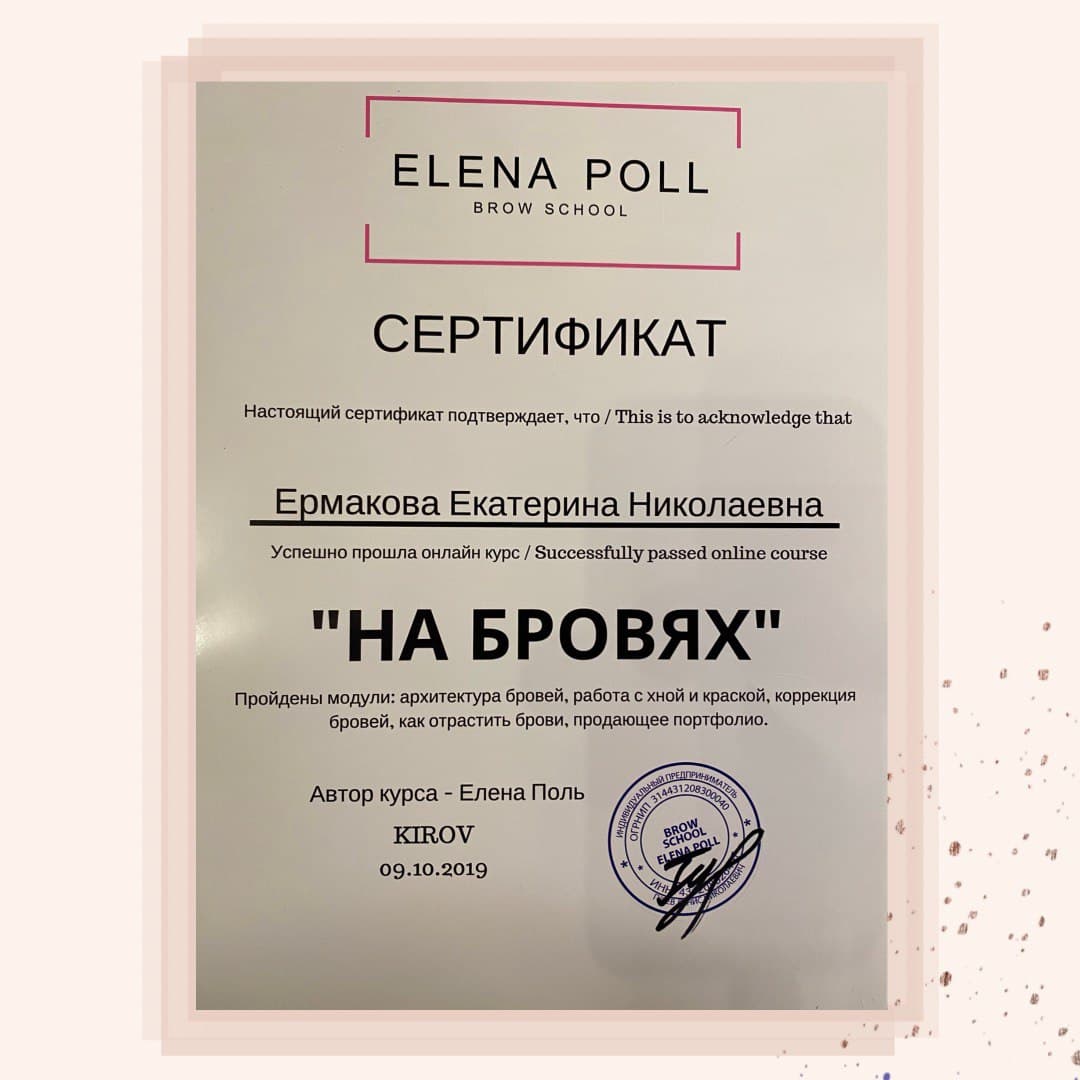 ELENA POLL
BROW SCHOOL
СЕРТИФИКАТ
Настоящий сертификат подтверждает, что / This is to acknowledge that
Ермакова Екатерина Николаевна
Успешно прошла онлайн курс / Successfully passed online course
"НА БРОВЯХ"
Пройдены модули: архитектура бровей, работа с хной и краской, коррекция
бровей, как отрастить брови, продающее портфолио.
Автор курса - Елена Поль
KIROV
09.10.2019
ИНДИВИДУАЛЬНЫЙ ПРЕДПРИНИМАТЕЛЬ
ОГРНИП 314431208300040
BROW
SCHOOL
ELENA POLL
ИНН